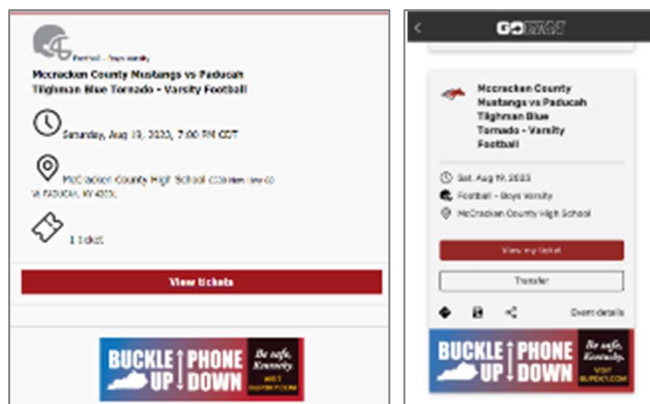 Football - Boys Varsity
Mccracken County Mustangs vs Paducah
Tilghman Blue Tornado - Varsity Football
Saturday, Aug 19, 2023, 7:00 PM CDT
McCracken County High School
W PADUCAH, KY
1 ticket
View tickets
BUCKLE UP
PHONE DOWN
Be safe,
Kentucky.
VISIT
GO
Mccracken County
Mustangs vs Paducah
Tilghman Blue
Tornado - Varsity
Football
Sat. Aug 19, 2023
Football - Boys Varsity
McCracken County High School
View my ticket
Transfer
Event details
BUCKLE UP
PHONE DOWN
Be safe,
Kentucky.
VISIT